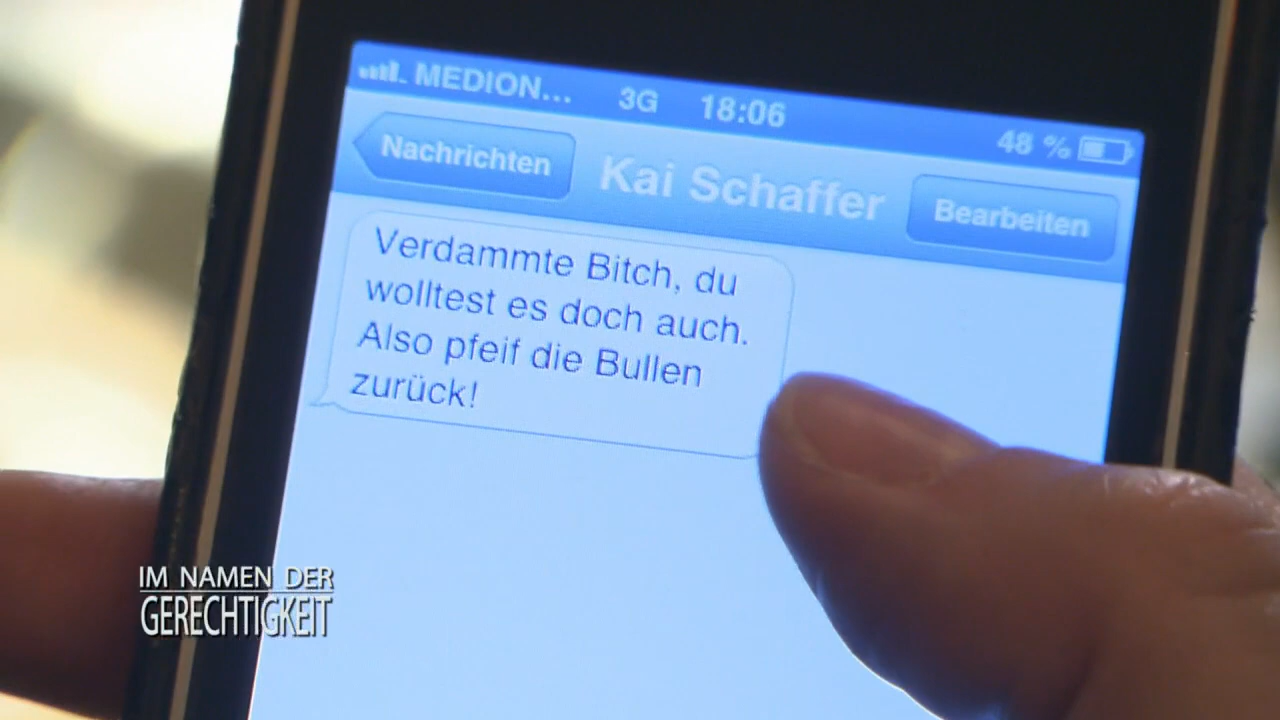 MEDION... 3G 18:06 48 %
Nachrichten Kai Schaffer Bearbeiten
Verdammte Bitch, du
wolltest es doch auch.
Also pfeif die Bullen
zurück!
IM NAMEN DER
GERECHTIGKEIT